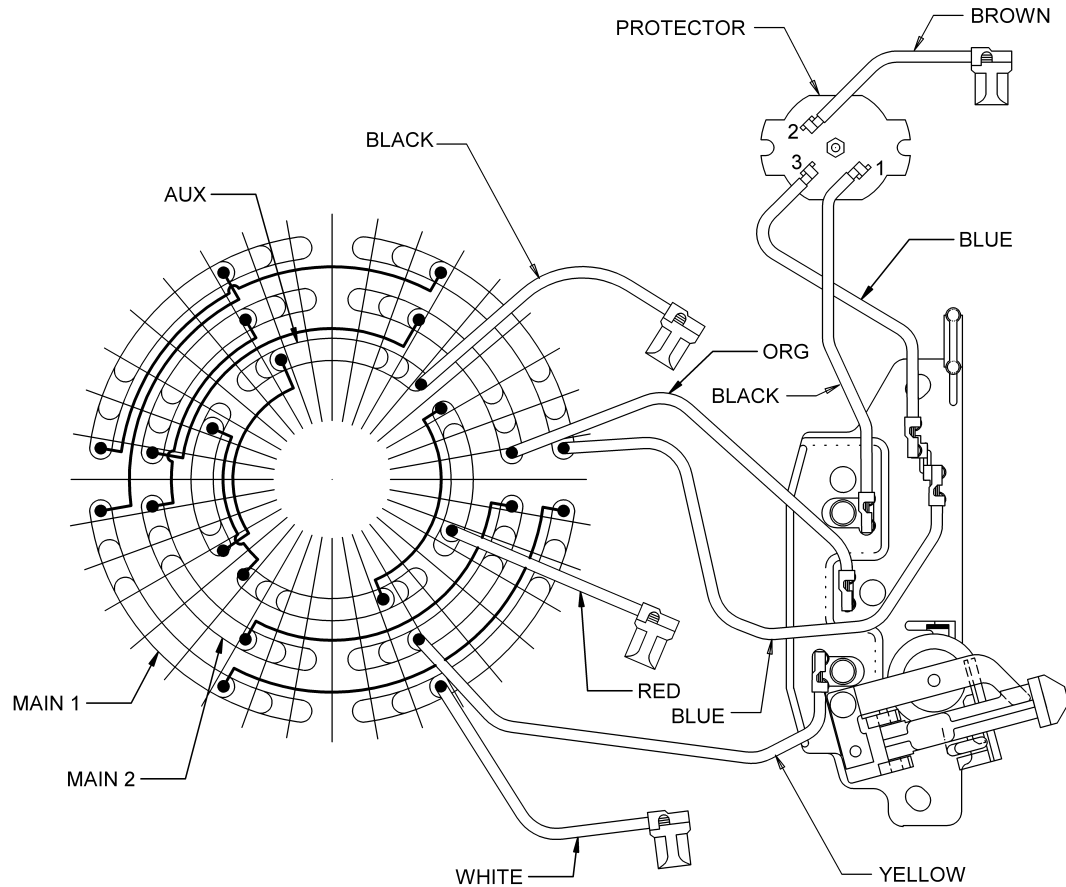 BROWN
PROTECTOR
2
3
1
BLACK
AUX
BLUE
ORG
BLACK
RED
MAIN 1
BLUE
MAIN 2
WHITE
YELLOW